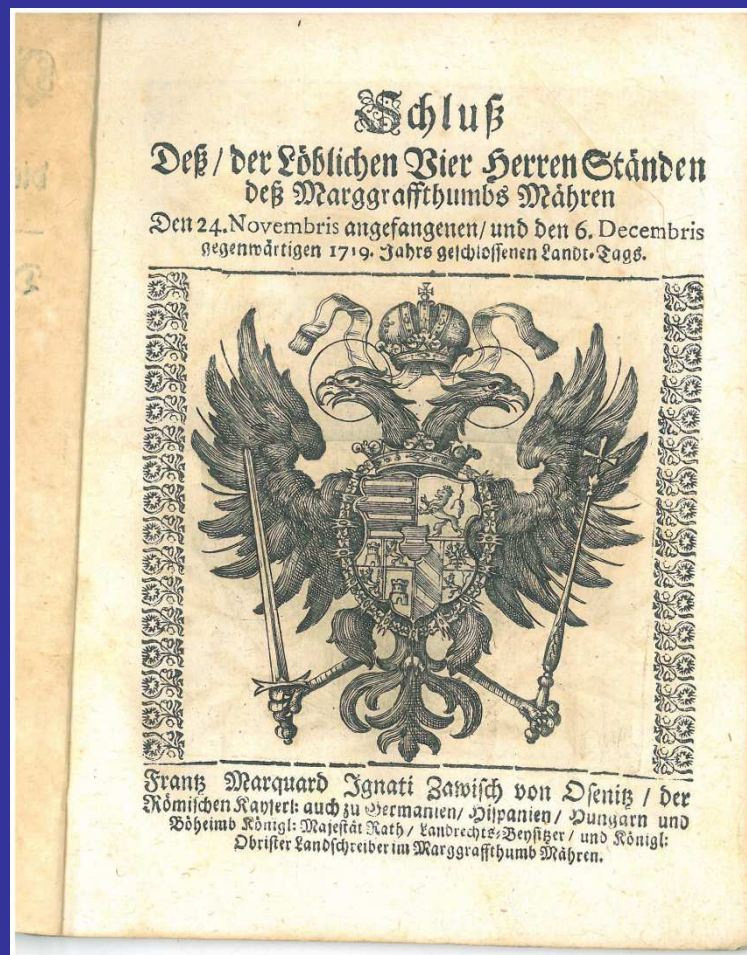 Schluß
Deß / der Löblichen Vier Herren Ständen
deß Marggraffthumbs Mähren
Den 24. Novembris angefangenen / und den 6. Decembris
gegenwärtigen 1719. Jahrs geschlossenen Landt-Tags.
Frantz Marquard Ignati Zawisch von Osenitz / der
Römischen Kayserl: auch zu Germanien / Hispanien / Hungarn und
Böheimb Königl: Majestät Rath / Landrechts-Beysitzer / und Königl:
Obrister Landschreiber im Marggraffthumb Mähren.